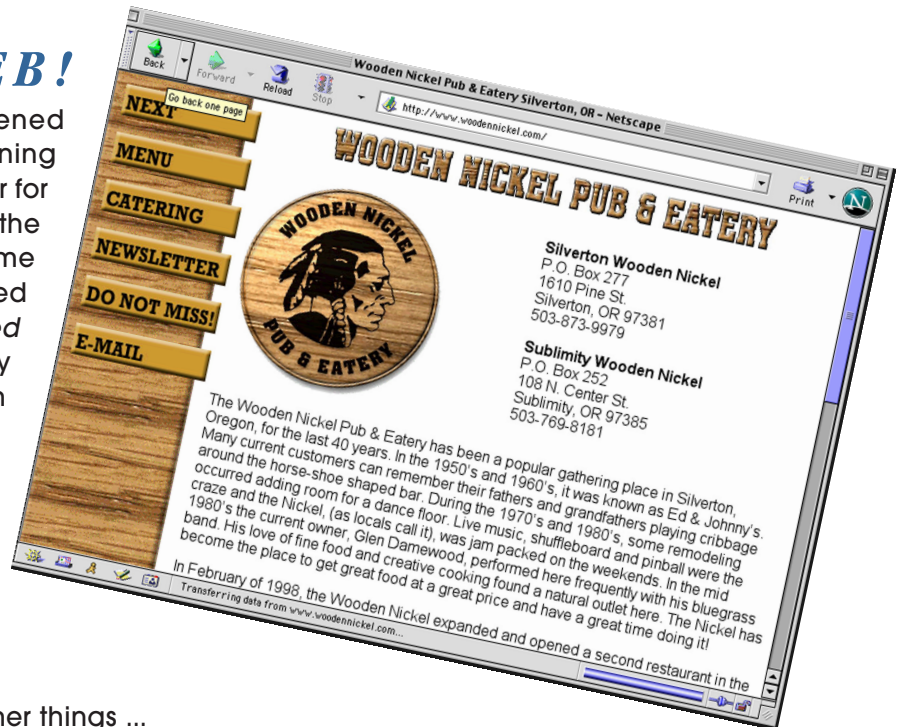 EB!
ened
ning
r for
the
me
ed
ed
y
n
Wooden Nickel Pub & Eatery Silverton, OR - Netscape
Back
Forward
Reload
Stop
http://www.woodennickel.com/
Print
N
Go back one page
NEXT
MENU
CATERING
NEWSLETTER
DO NOT MISS!
E-MAIL
WOODEN NICKEL PUB & EATERY
WOODEN NICKEL
PUB & EATERY
Silverton Wooden Nickel
P.O. Box 277
1610 Pine St.
Silverton, OR 97381
503-873-9979
Sublimity Wooden Nickel
P.O. Box 252
108 N. Center St.
Sublimity, OR 97385
503-769-8181
The Wooden Nickel Pub & Eatery has been a popular gathering place in Silverton,
Oregon, for the last 40 years. In the 1950's and 1960's, it was known as Ed & Johnny's.
Many current customers can remember their fathers and grandfathers playing cribbage
around the horse-shoe shaped bar. During the 1970's and 1980's, some remodeling
occurred adding room for a dance floor. Live music, shuffleboard and pinball were the
craze and the Nickel, (as locals call it), was jam packed on the weekends. In the mid
1980's the current owner, Glen Damewood, performed here frequently with his bluegrass
band. His love of fine food and creative cooking found a natural outlet here. The Nickel has
become the place to get great food at a great price and have a great time doing it!
In February of 1998, the Wooden Nickel expanded and opened a second restaurant in the
Transferring data from www.woodennickel.com...
her things ...